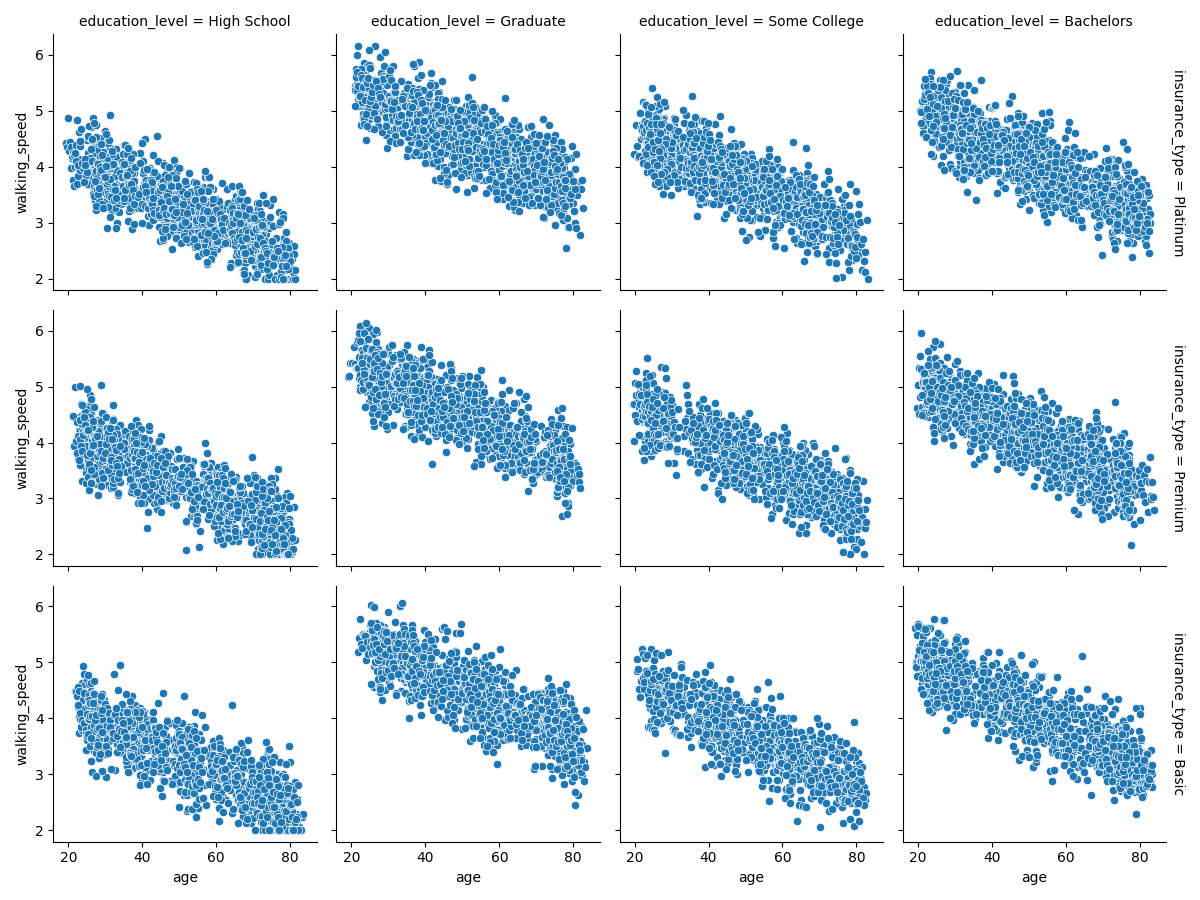 education_level = High School
education_level = Graduate
education_level = Some College
education_level = Bachelors
6
5
4
3
2
walking_speed
insurance_type = Platinum
6
5
4
3
2
walking_speed
insurance_type = Premium
6
5
4
3
2
walking_speed
insurance_type = Basic
20 40 60 80
20 40 60 80
20 40 60 80
20 40 60 80
age
age
age
age